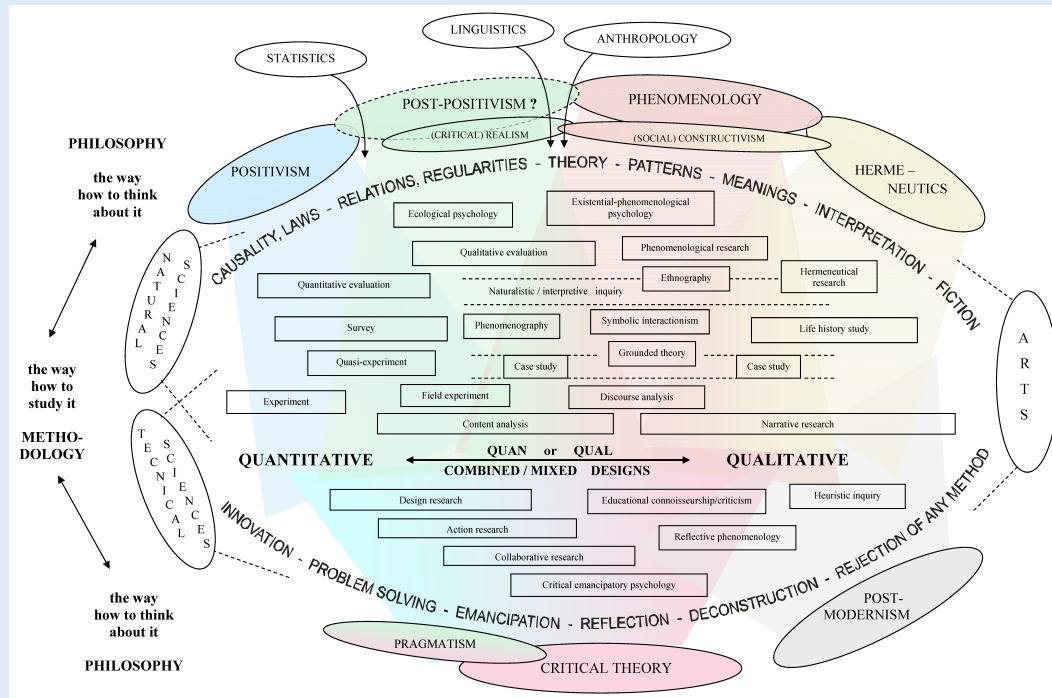 LINGUISTICS
ANTHROPOLOGY
STATISTICS
POST-POSITIVISM ?
PHENOMENOLOGY
(CRITICAL) REALISM
(SOCIAL) CONSTRUCTIVISM
POSITIVISM
HERME –
NEUTICS
PHILOSOPHY
the way
how to think
about it
CAUSALITY, LAWS - RELATIONS, REGULARITIES - THEORY - PATTERNS - MEANINGS - INTERPRETATION - FICTION
NATURAL
SCIENCES
Ecological psychology
Existential-phenomenological
psychology
Qualitative evaluation
Phenomenological research
Quantitative evaluation
Naturalistic / interpretive inquiry
Ethnography
Hermeneutical
research
Survey
Phenomenography
Symbolic interactionism
Life history study
Quasi-experiment
Case study
Grounded theory
Case study
Experiment
Field experiment
Discourse analysis
Content analysis
Narrative research
ARTS
the way
how to
study it
METHO-
DOLOGY
TECNICAL
SCIENCES
QUANTITATIVE
QUAN or QUAL
COMBINED / MIXED DESIGNS
QUALITATIVE
Design research
Educational connoisseurship/criticism
Heuristic inquiry
Action research
Reflective phenomenology
Collaborative research
Critical emancipatory psychology
INNOVATION - PROBLEM SOLVING - EMANCIPATION - REFLECTION - DECONSTRUCTION - REJECTION OF ANY METHOD
the way
how to think
about it
PHILOSOPHY
POST-
MODERNISM
PRAGMATISM
CRITICAL THEORY